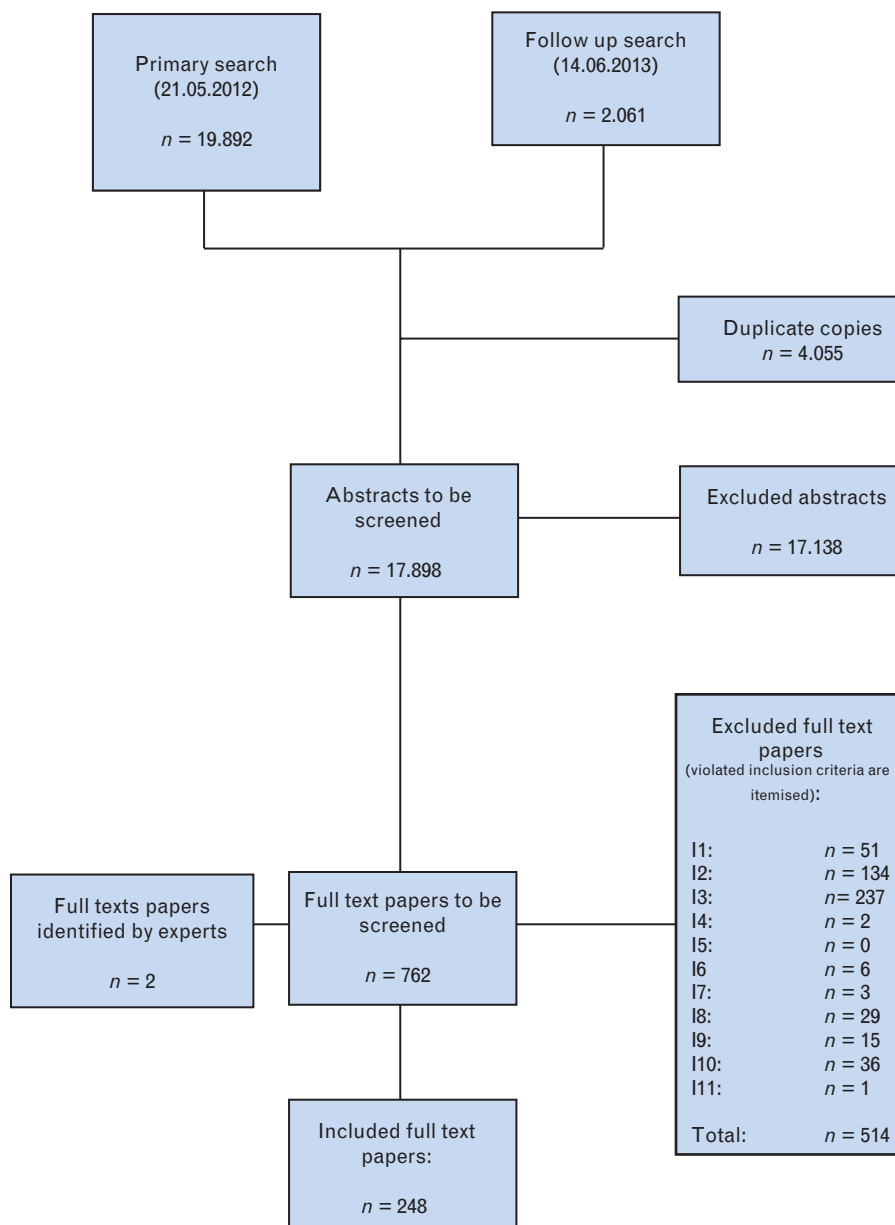 Primary search
(21.05.2012)
n = 19.892
Follow up search
(14.06.2013)
n = 2.061
Duplicate copies
n = 4.055
Abstracts to be
screened
n = 17.898
Excluded abstracts
n = 17.138
Excluded full text
papers
(violated inclusion criteria are
itemised):
I1: n = 51
I2: n = 134
I3: n= 237
I4: n = 2
I5: n = 0
I6 n = 6
I7: n = 3
I8: n = 29
I9: n = 15
I10: n = 36
I11: n = 1
Total: n = 514
Full texts papers
identified by experts
n = 2
Full text papers to be
screened
n = 762
Included full text
papers:
n = 248